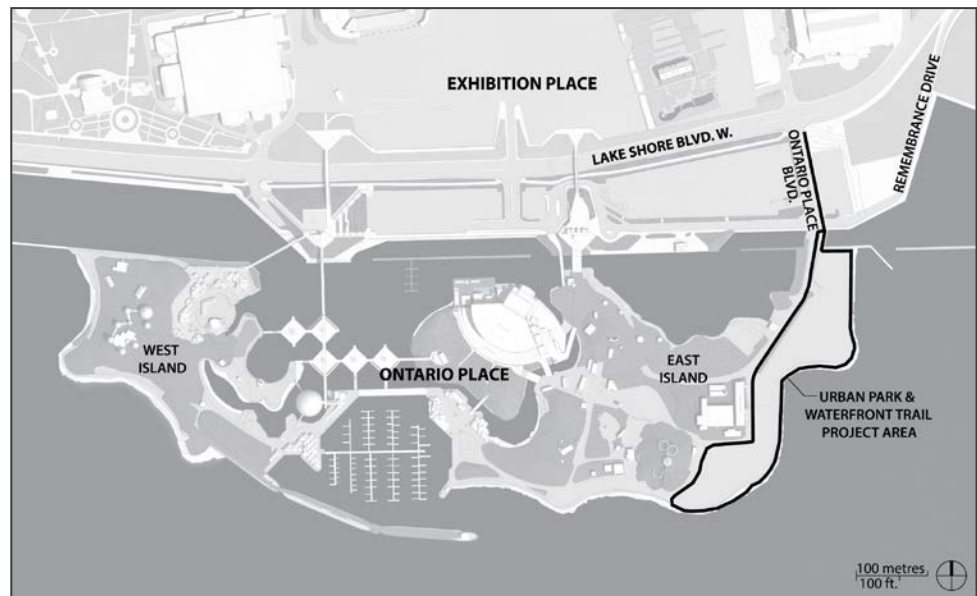 EXHIBITION PLACE
LAKE SHORE BLVD. W.
ONTARIO PLACE
BLVD.
REMEMBRANCE DRIVE
WEST
ISLAND
ONTARIO PLACE
EAST
ISLAND
URBAN PARK &
WATERFRONT TRAIL
PROJECT AREA
100 metres
100 ft.